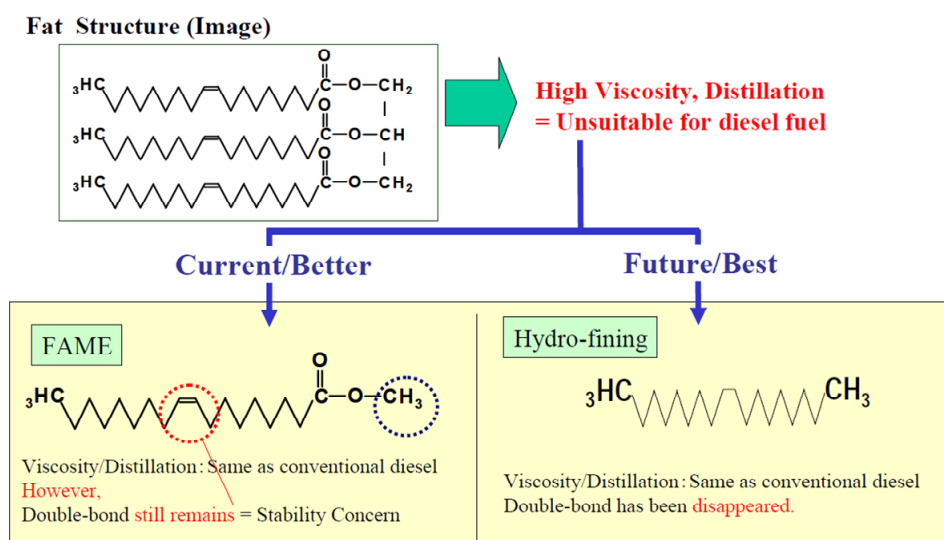 Fat Structure (Image)
O
₃HC C—O—CH₂
O
₃HC C—O—CH
O
₃HC C—O—CH₂
High Viscosity, Distillation
= Unsuitable for diesel fuel
Current/Better
Future/Best
FAME
O
₃HC C—O—CH₃
Viscosity/Distillation: Same as conventional diesel
However,
Double-bond still remains = Stability Concern
Hydro-fining
₃HC CH₃
Viscosity/Distillation: Same as conventional diesel
Double-bond has been disappeared.